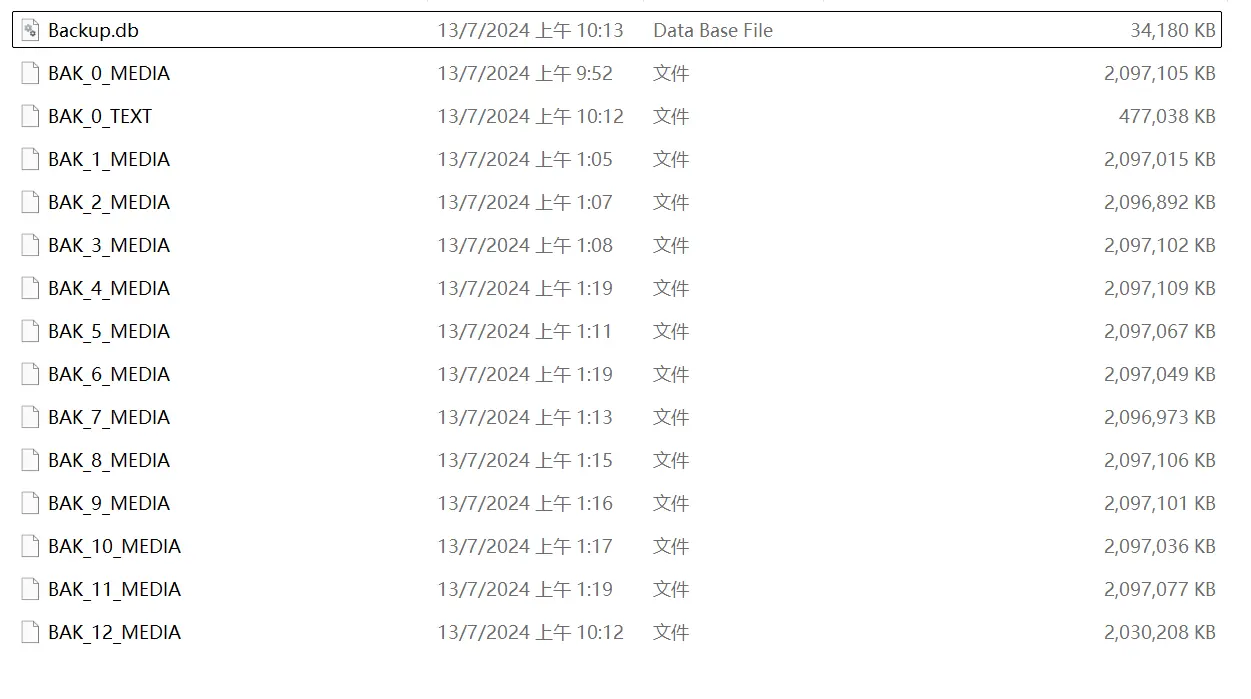 Backup.db 13/7/2024 上午 10:13 Data Base File 34,180 KB
BAK_0_MEDIA 13/7/2024 上午 9:52 文件 2,097,105 KB
BAK_0_TEXT 13/7/2024 上午 10:12 文件 477,038 KB
BAK_1_MEDIA 13/7/2024 上午 1:05 文件 2,097,015 KB
BAK_2_MEDIA 13/7/2024 上午 1:07 文件 2,096,892 KB
BAK_3_MEDIA 13/7/2024 上午 1:08 文件 2,097,102 KB
BAK_4_MEDIA 13/7/2024 上午 1:19 文件 2,097,109 KB
BAK_5_MEDIA 13/7/2024 上午 1:11 文件 2,097,067 KB
BAK_6_MEDIA 13/7/2024 上午 1:19 文件 2,097,049 KB
BAK_7_MEDIA 13/7/2024 上午 1:13 文件 2,096,973 KB
BAK_8_MEDIA 13/7/2024 上午 1:15 文件 2,097,106 KB
BAK_9_MEDIA 13/7/2024 上午 1:16 文件 2,097,101 KB
BAK_10_MEDIA 13/7/2024 上午 1:17 文件 2,097,036 KB
BAK_11_MEDIA 13/7/2024 上午 1:19 文件 2,097,077 KB
BAK_12_MEDIA 13/7/2024 上午 10:12 文件 2,030,208 KB